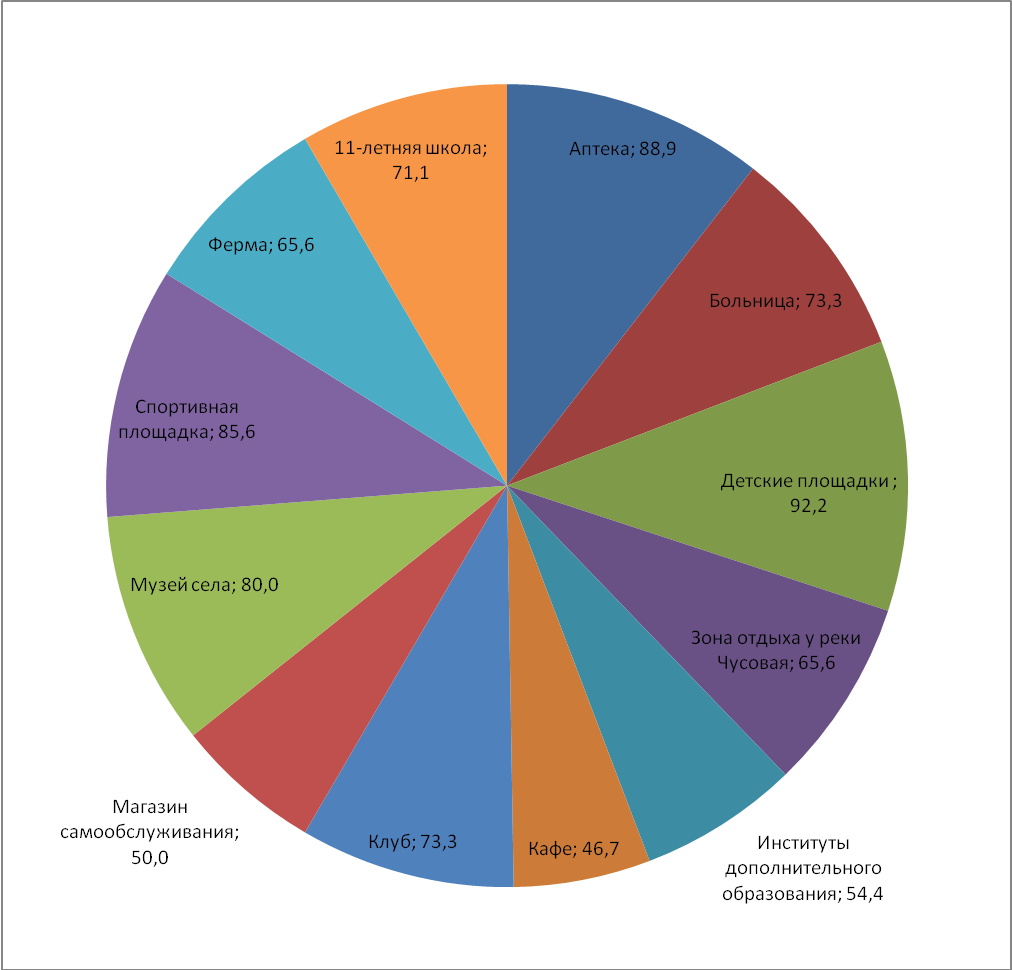 11-летняя школа;
71,1
Аптека; 88,9
Ферма; 65,6
Больница; 73,3
Спортивная
площадка; 85,6
Детские площадки ;
92,2
Музей села; 80,0
Зона отдыха у реки
Чусовая; 65,6
Магазин
самообслуживания;
50,0
Клуб; 73,3
Кафе; 46,7
Институты
дополнительного
образования; 54,4